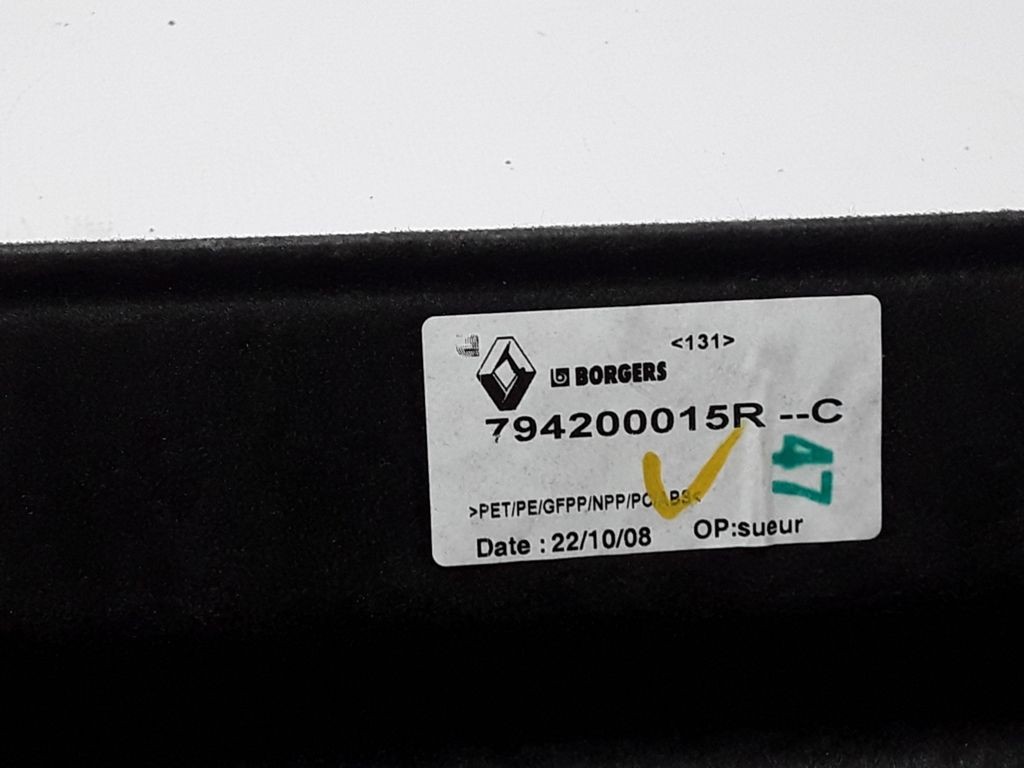 <131>
BORGERS
794200015R --C
47
>PET/PE/GFPP/NPP/PC/ABS<
Date : 22/10/08 OP:sueur